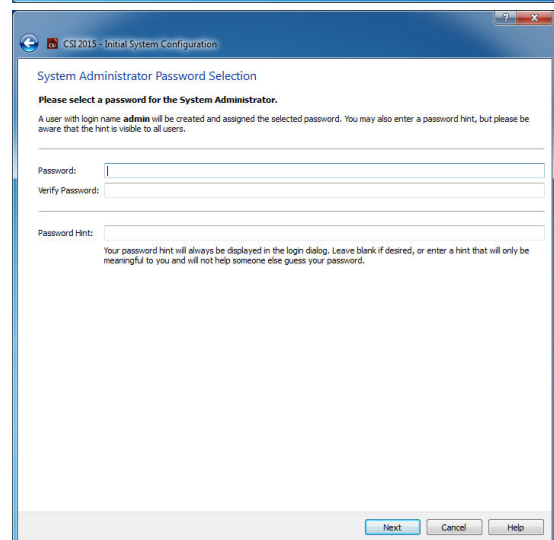 CSI 2015 - Initial System Configuration
System Administrator Password Selection
Please select a password for the System Administrator.
A user with login name admin will be created and assigned the selected password. You may also enter a password hint, but please be
aware that the hint is visible to all users.
Password:
Verify Password:
Password Hint:
Your password hint will always be displayed in the login dialog. Leave blank if desired, or enter a hint that will only be
meaningful to you and will not help someone else guess your password.
Next Cancel Help